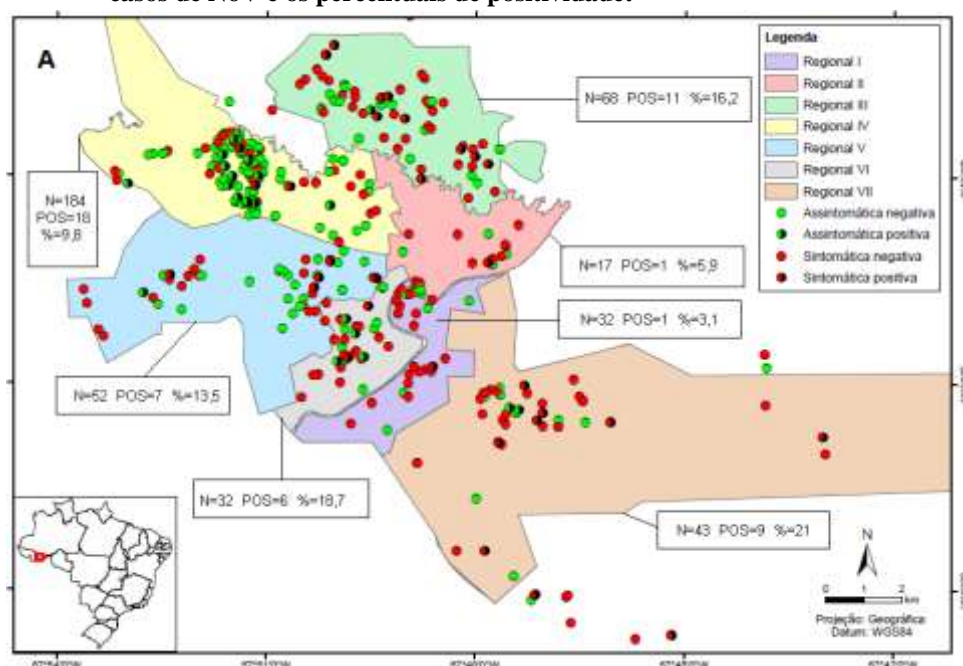 casos de NoV e os percentuais de positividade.
A
Legenda
Regional I
Regional II
Regional III
Regional IV
Regional V
Regional VI
Regional VII
Assintomática negativa
Assintomática positiva
Sintomática negativa
Sintomática positiva
N=68 POS=11 %=16,2
N=184
POS=18
%=9,8
N=17 POS=1 %=5,9
N=32 POS=1 %=3,1
N=52 POS=7 %=13,5
N=32 POS=6 %=18,7
N=43 POS=9 %=21
N
0 1 2
km
Projeção: Geográfica
Datum: WGS84